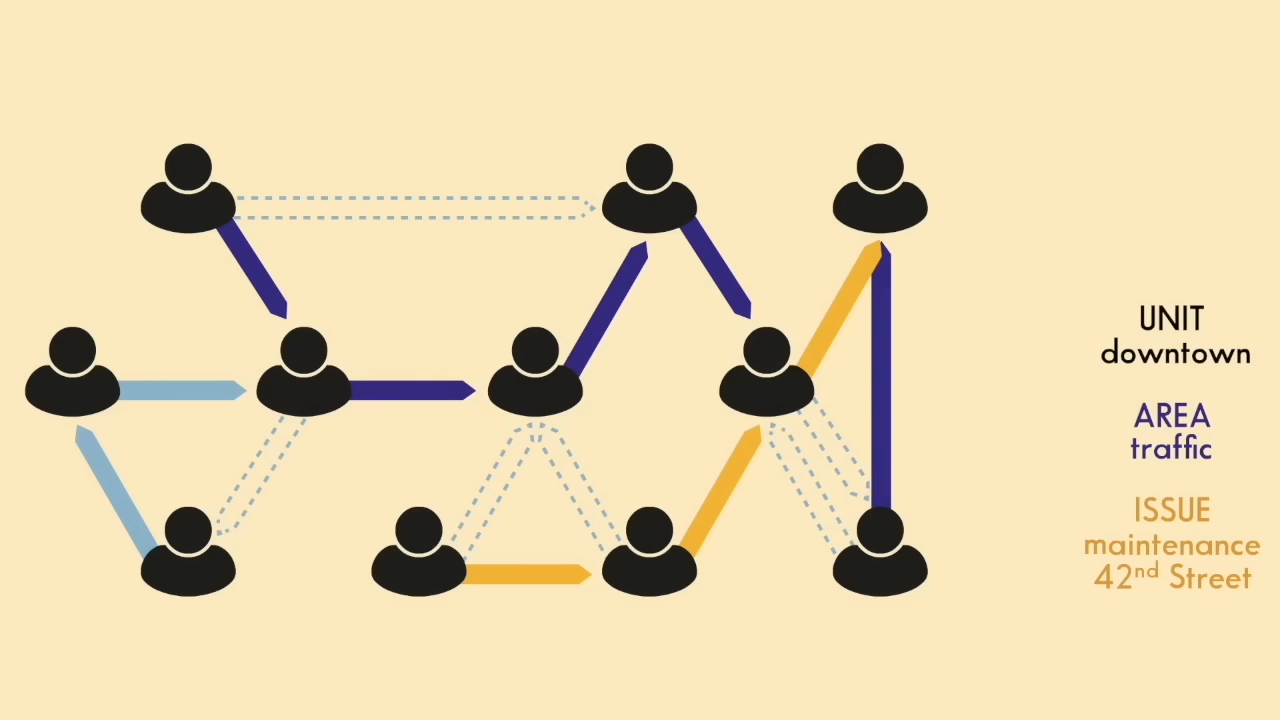 UNIT
downtown
AREA
traffic
ISSUE
maintenance
42nd Street